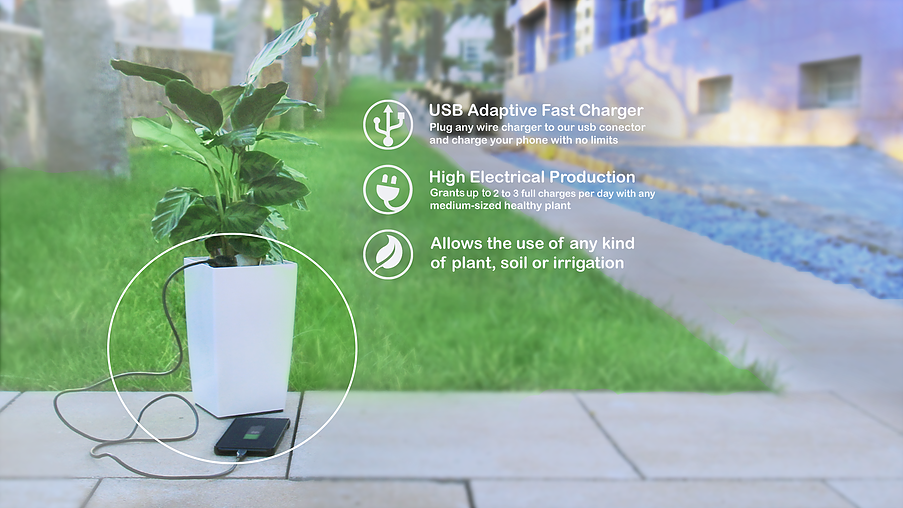 USB Adaptive Fast Charger
Plug any wire charger to our usb conector
and charge your phone with no limits
High Electrical Production
Grants up to 2 to 3 full charges per day with any
medium-sized healthy plant
Allows the use of any kind
of plant, soil or irrigation